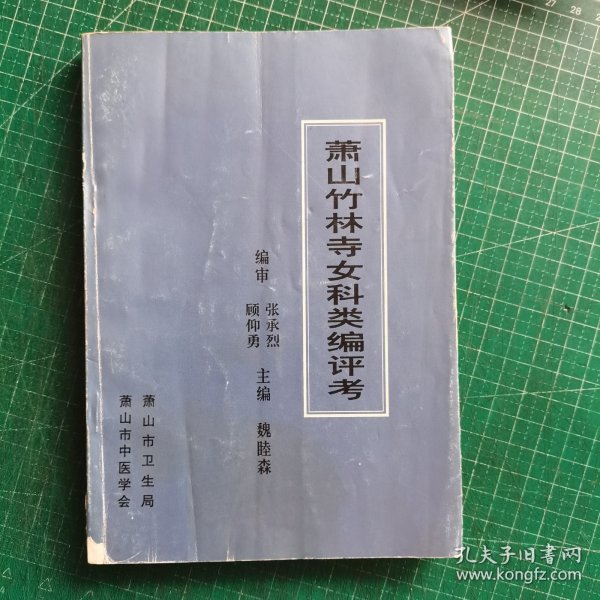 萧山竹林寺女科类编评考
编审
张承烈
顾仰勇
主编
魏睦森
萧山市卫生局
萧山市中医学会
27
28
孔夫子旧书网
www.kongfz.com